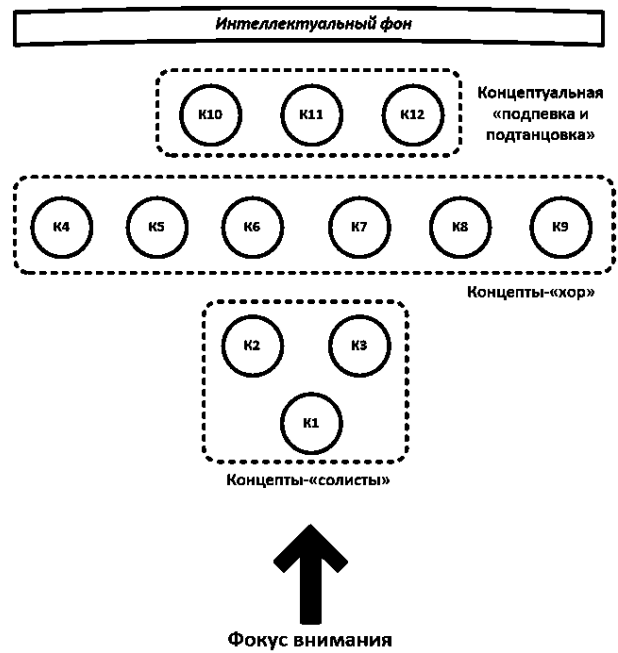 Интеллектуальный фон
К10 К11 К12
Концептуальная
«подпевка и
подтанцовка»
К4 К5 К6 К7 К8 К9
Концепты-«хор»
К2 К3
К1
Концепты-«солисты»
Фокус внимания